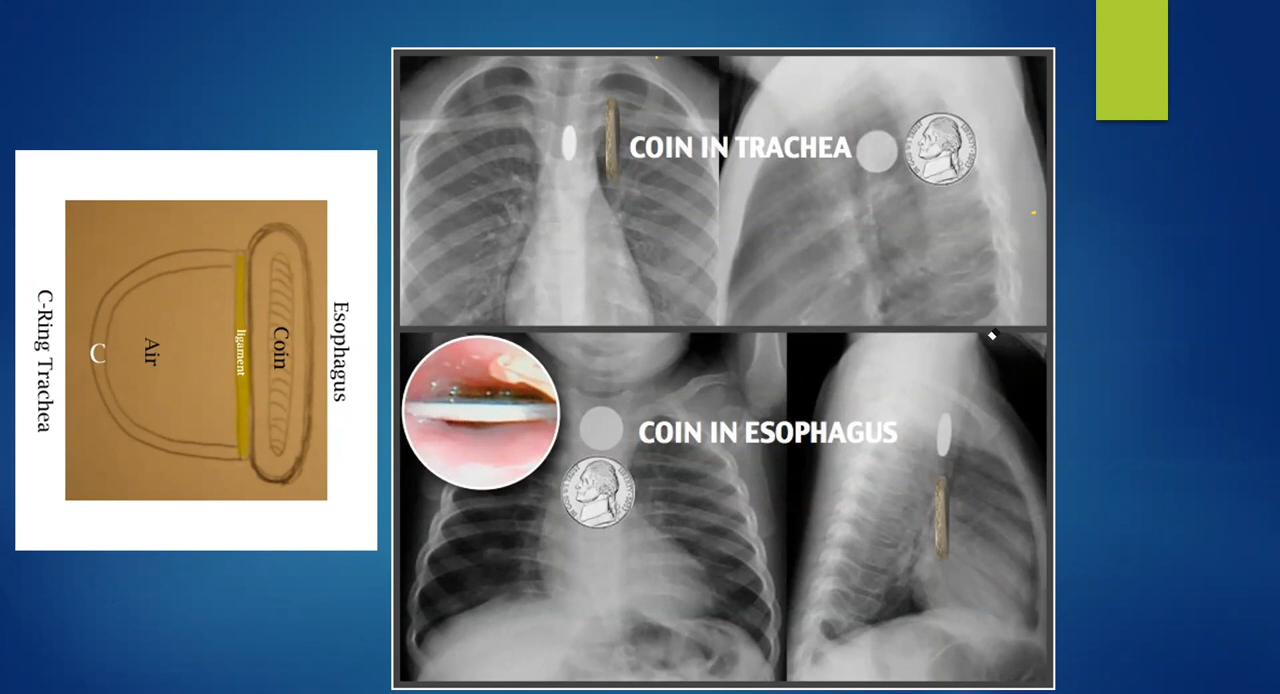 COIN IN TRACHEA
COIN IN ESOPHAGUS
Esophagus
Coin
ligament
Air
C
C-Ring Trachea